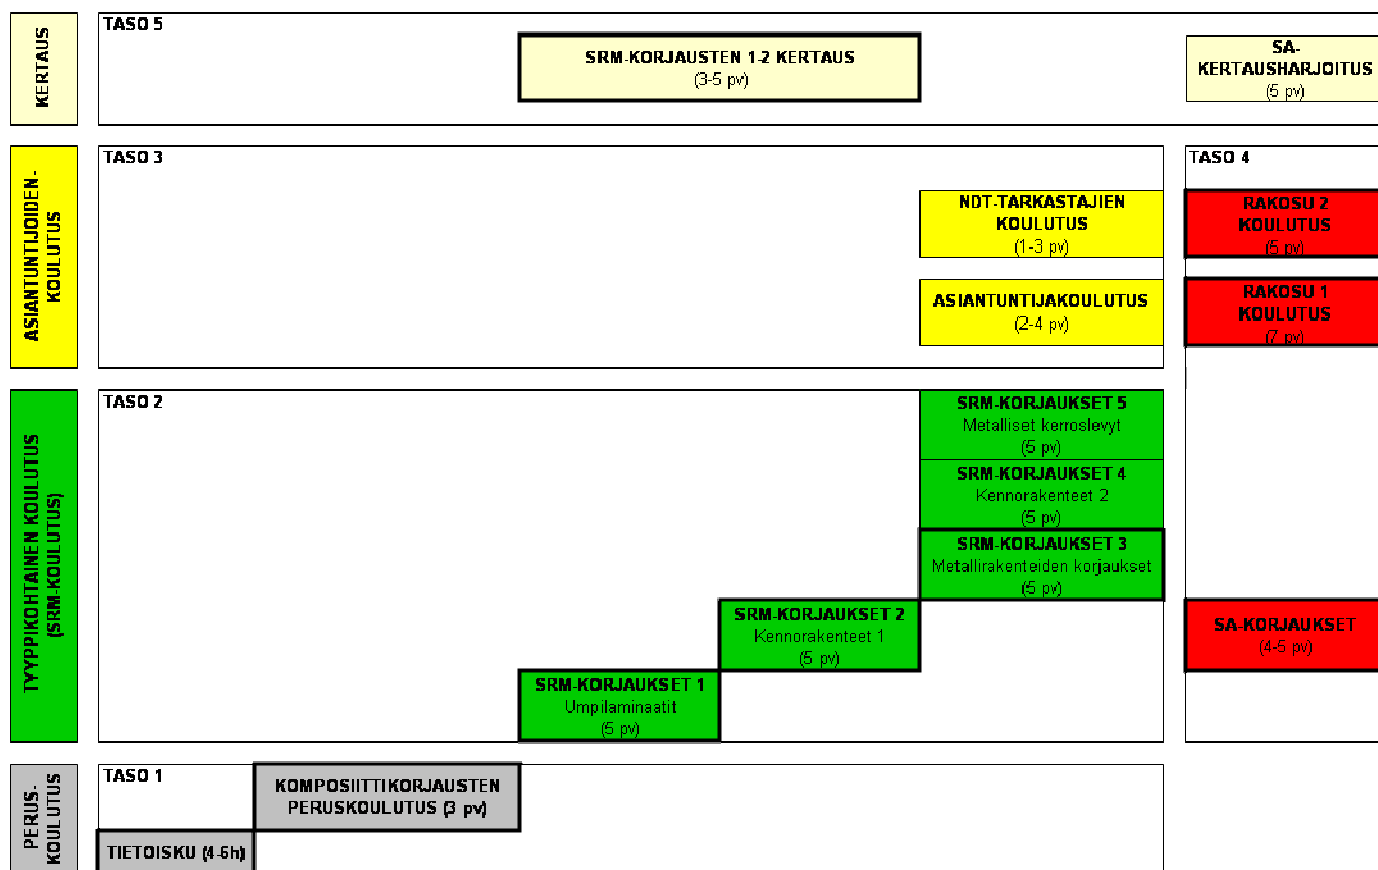 KERTAUS
TASO 5
SRM-KORJAUSTEN 1-2 KERTAUS
(3-5 pv)
SA-
KERTAUSHARJOITUS
(5 pv)
ASIANTUNTIJOIDEN-
KOULUTUS
TASO 3
NDT-TARKASTAJIEN
KOULUTUS
(1-3 pv)
ASIANTUNTIJAKOULUTUS
(2-4 pv)
TASO 4
RAKOSU 2
KOULUTUS
(5 pv)
RAKOSU 1
KOULUTUS
(7 pv)
TYYPPIKOHTAINEN KOULUTUS
(SRM-KOULUTUS)
TASO 2
SRM-KORJAUKSET 5
Metalliset kerroslevyt
(5 pv)
SRM-KORJAUKSET 4
Kennorakenteet 2
(5 pv)
SRM-KORJAUKSET 3
Metallirakenteiden korjaukset
(5 pv)
SRM-KORJAUKSET 2
Kennorakenteet 1
(5 pv)
SRM-KORJAUKSET 1
Umpilaminaatit
(5 pv)
SA-KORJAUKSET
(4-5 pv)
PERUS-
KOULUTUS
TASO 1
KOMPOSIITTIKORJAUSTEN
PERUSKOULUTUS (3 pv)
TIETOISKU (4-6h)